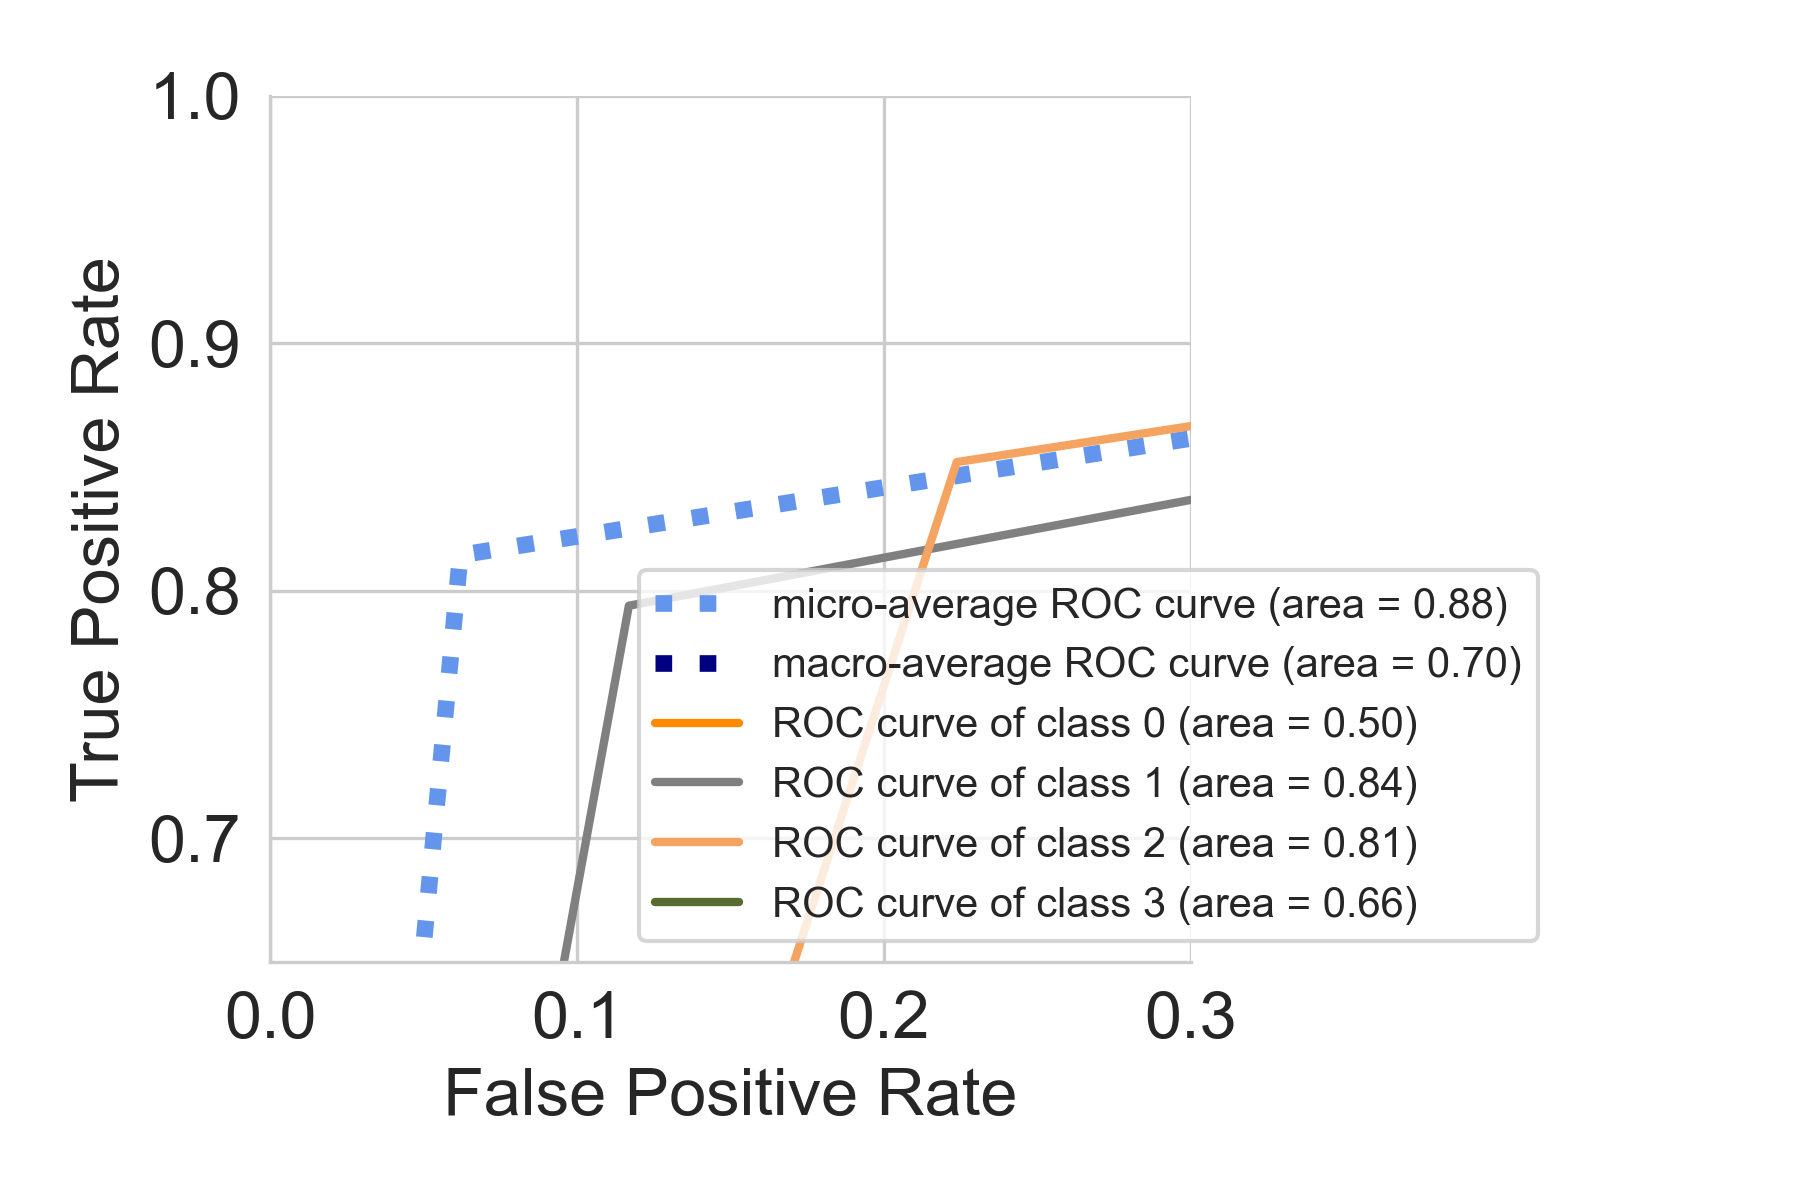 1.0
0.9
0.8
0.7
True Positive Rate
micro-average ROC curve (area = 0.88)
macro-average ROC curve (area = 0.70)
ROC curve of class 0 (area = 0.50)
ROC curve of class 1 (area = 0.84)
ROC curve of class 2 (area = 0.81)
ROC curve of class 3 (area = 0.66)
0.0 0.1 0.2 0.3
False Positive Rate